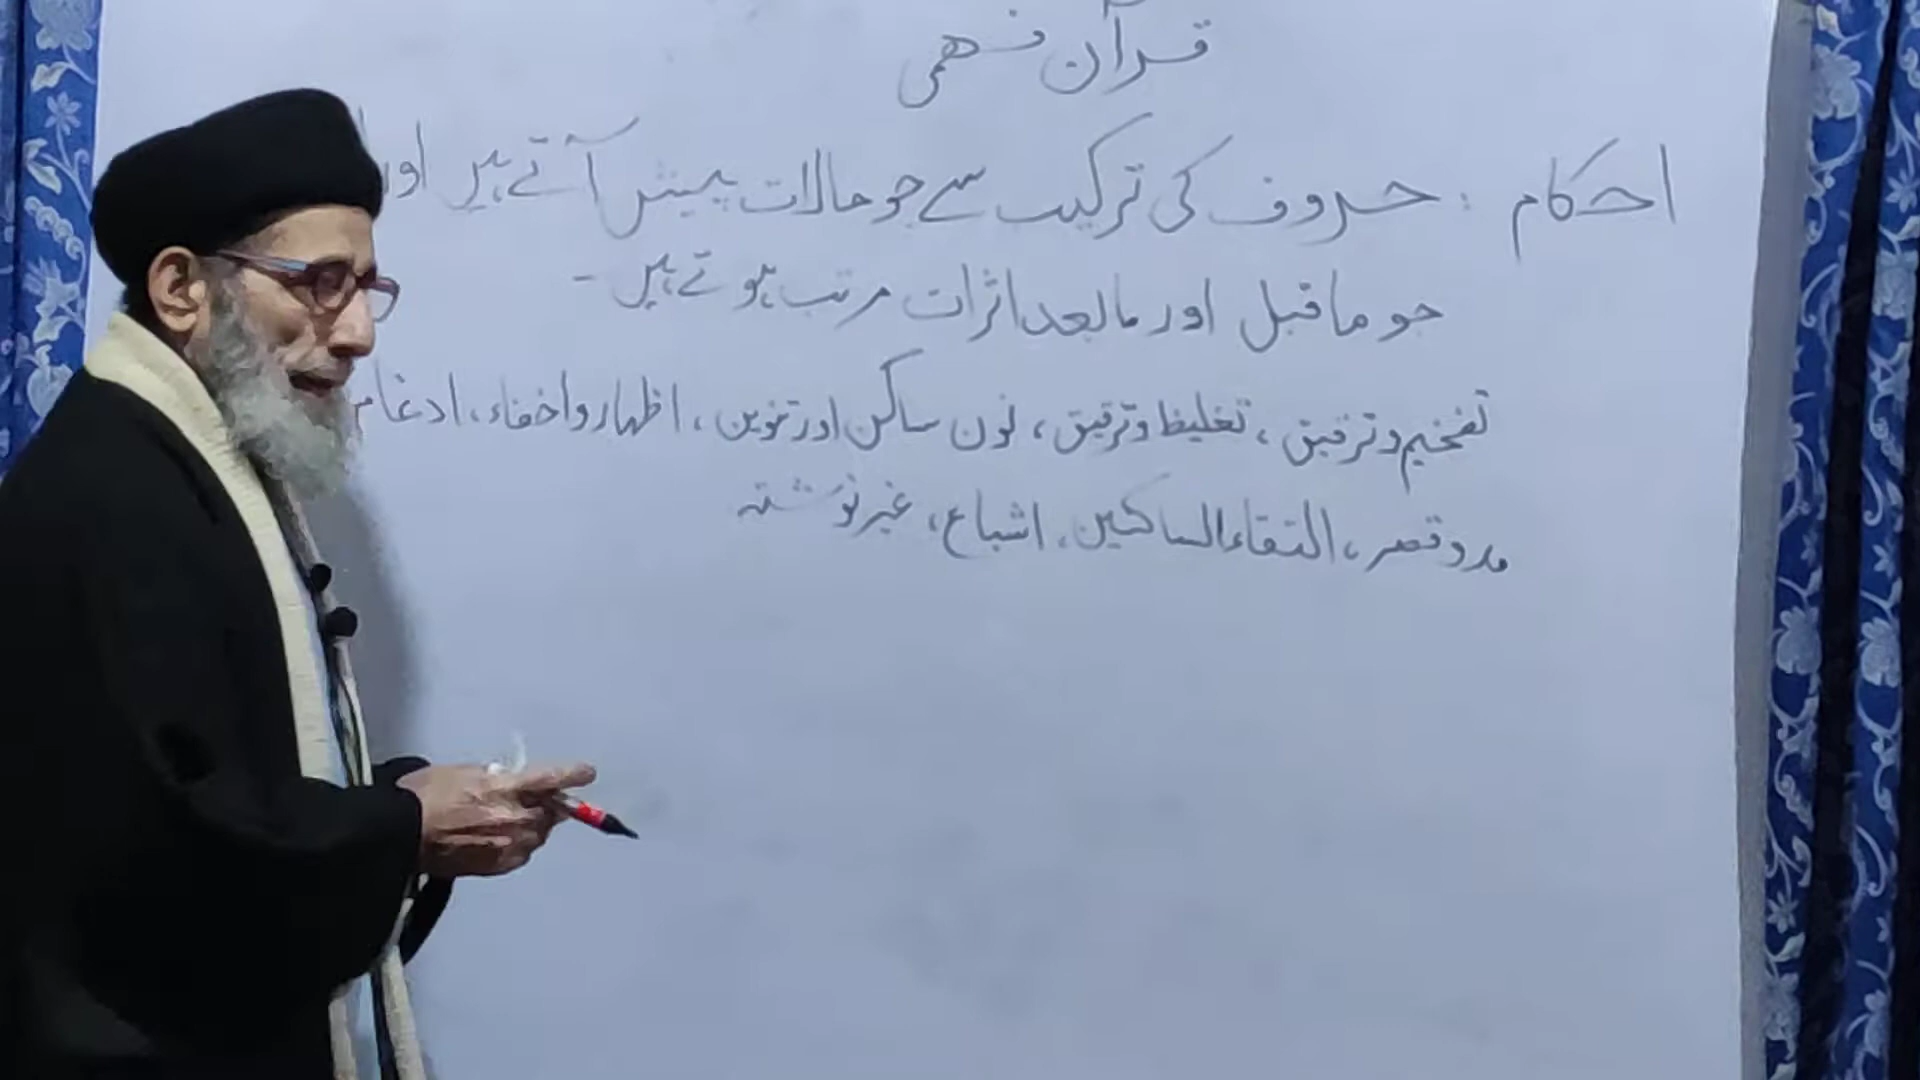 قرآن فہمی
احکام : حروف کی ترکیب سے جو حالات پیش آتے ہیں اور
جو ماقبل اور مابعد اثرات مرتب ہوتے ہیں -
تفخیم و ترقیق ، تغلیظ و ترقیق ، نون ساکن اور تنوین ، اظہار و اخفاء ، ادغام
مد و قصر ، التقاء الساکنین ، اشباع ، غیر نوشتہ